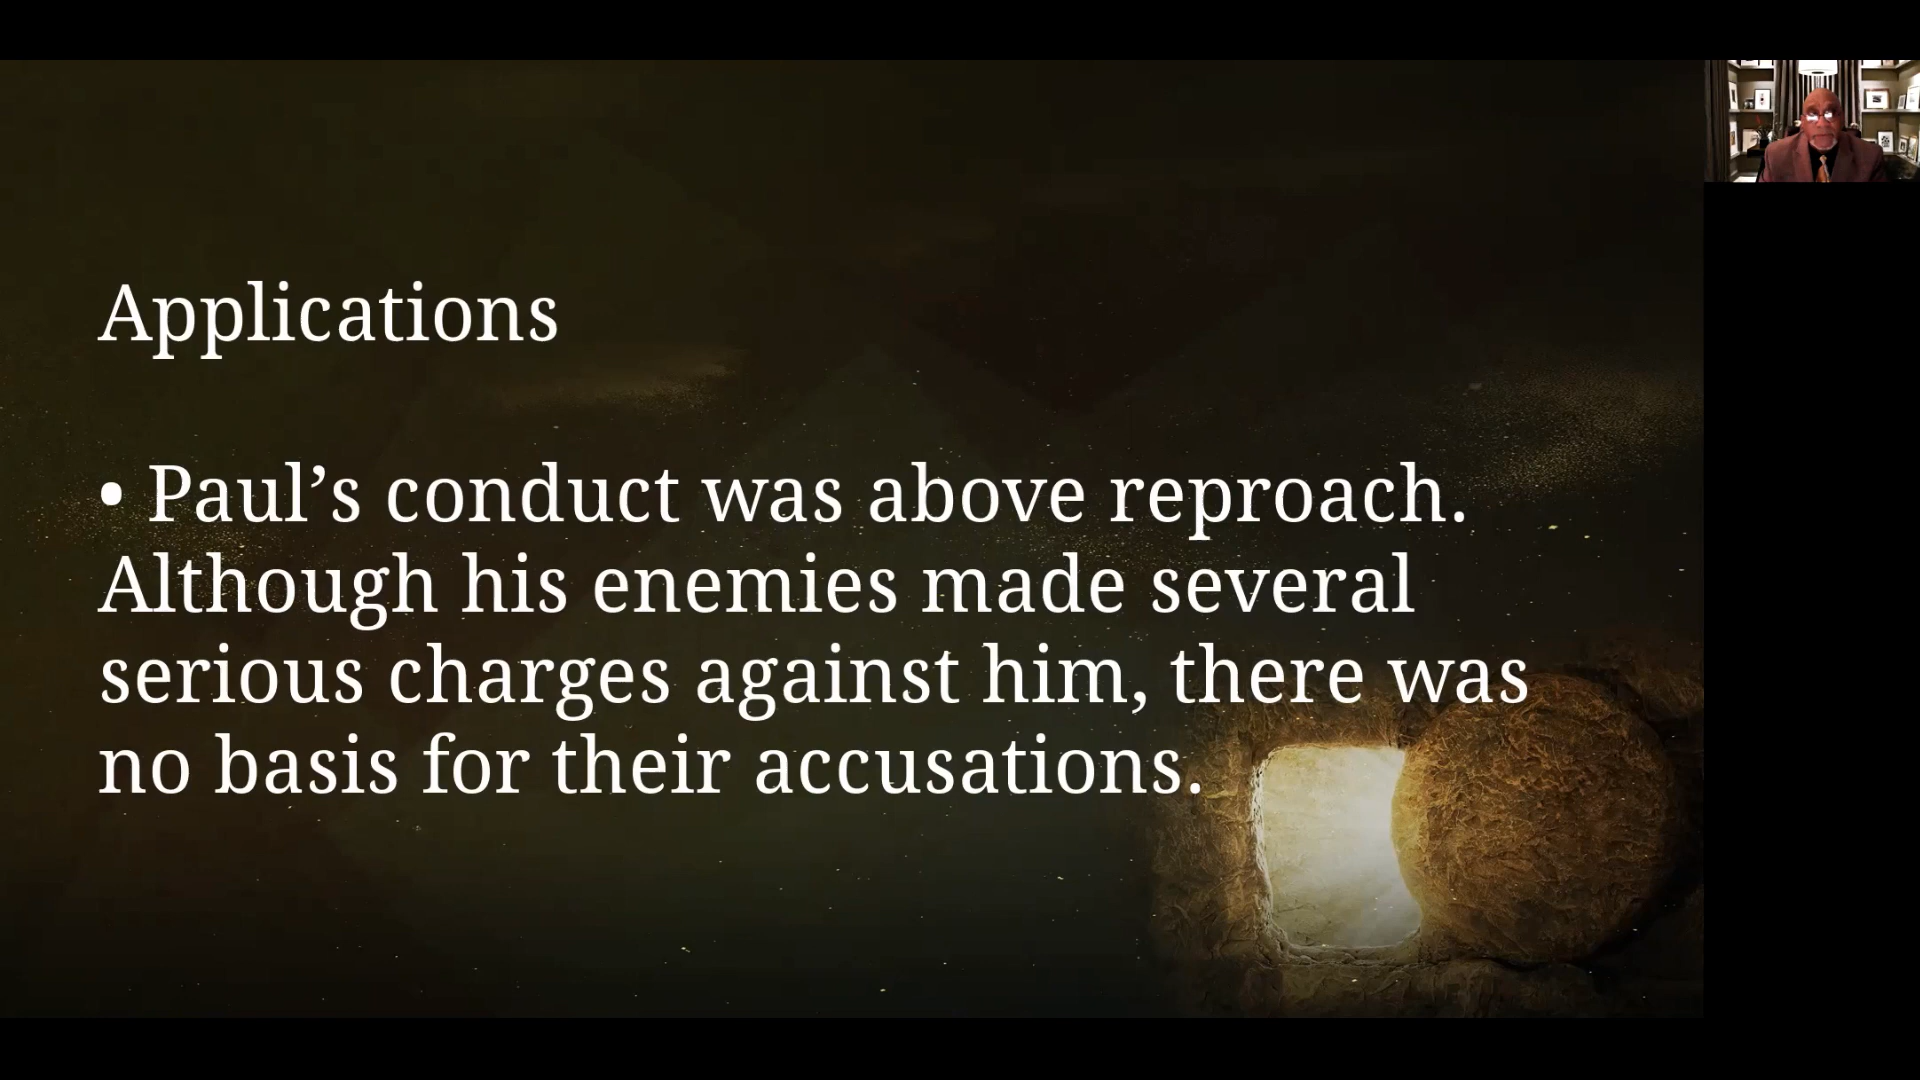 Applications
• Paul’s conduct was above reproach.
Although his enemies made several
serious charges against him, there was
no basis for their accusations.